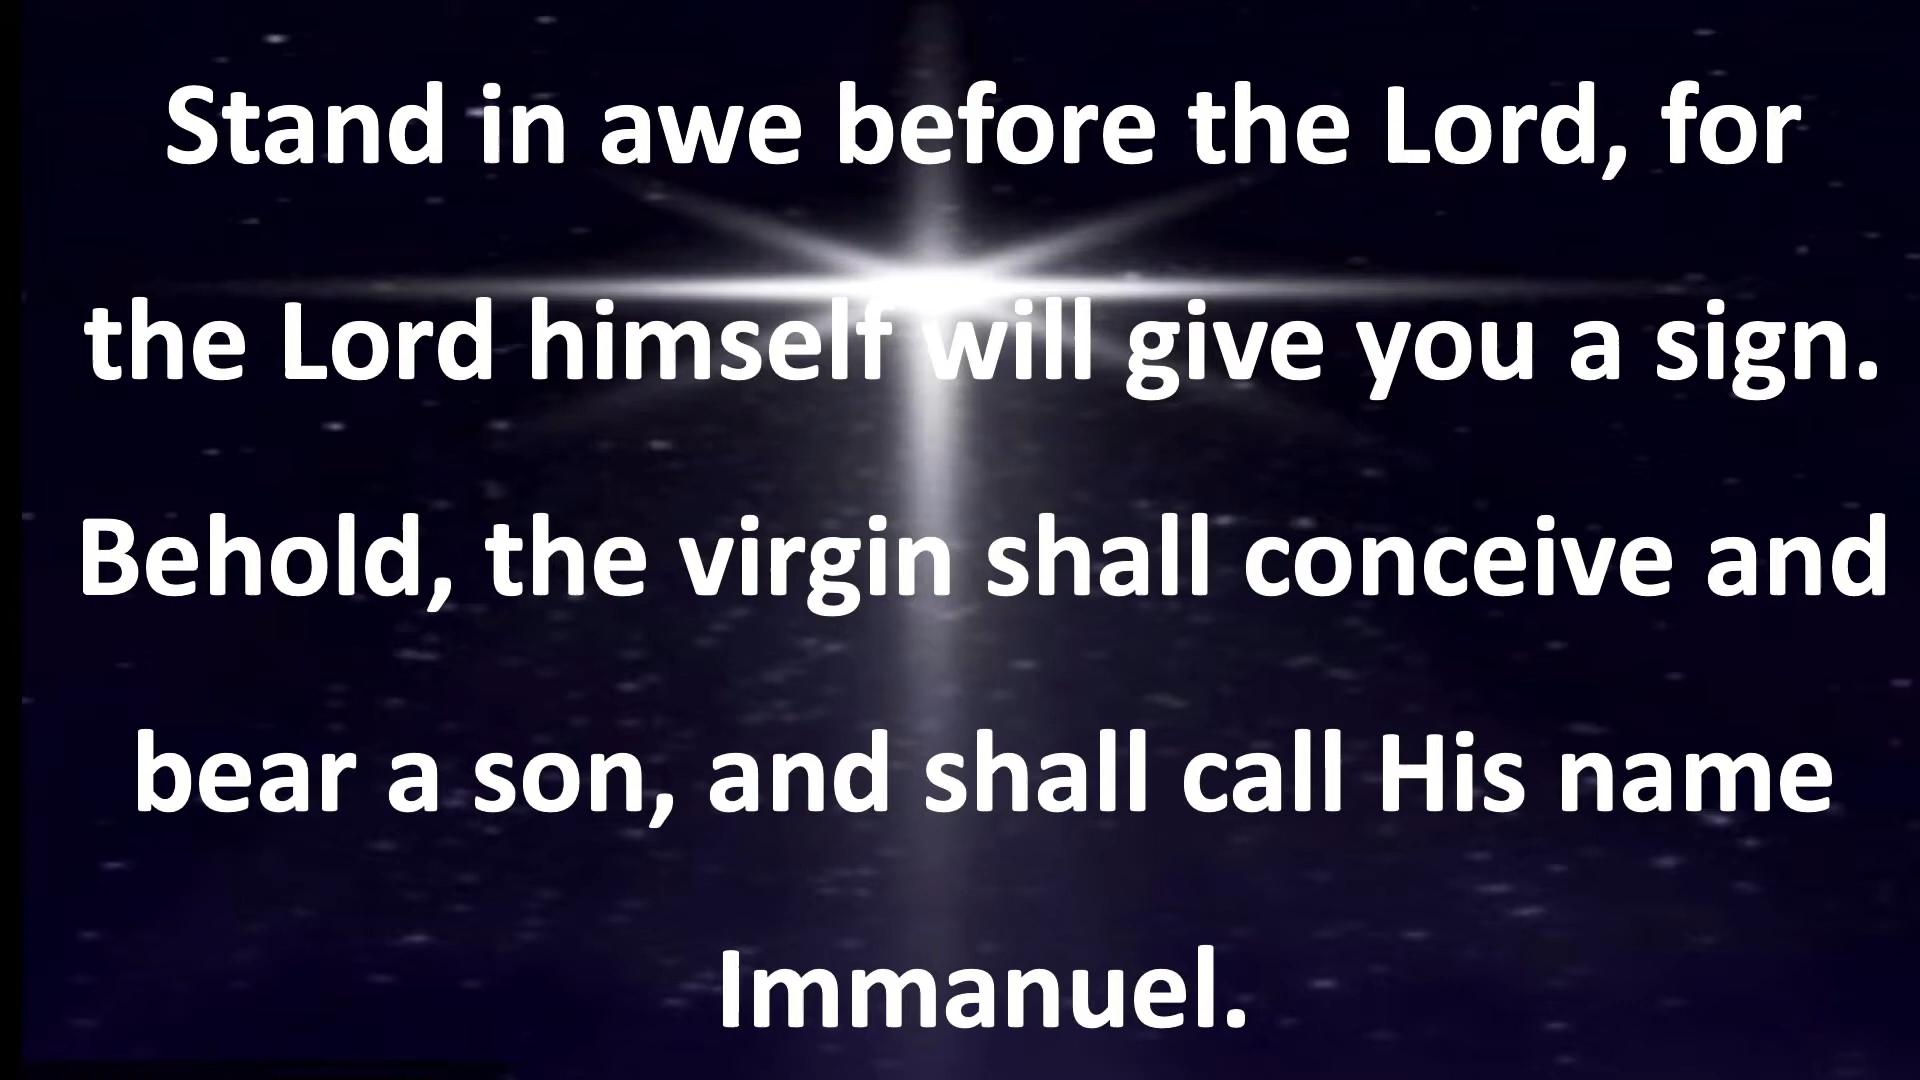 Stand in awe before the Lord, for
the Lord himself will give you a sign.
Behold, the virgin shall conceive and
bear a son, and shall call His name
Immanuel.